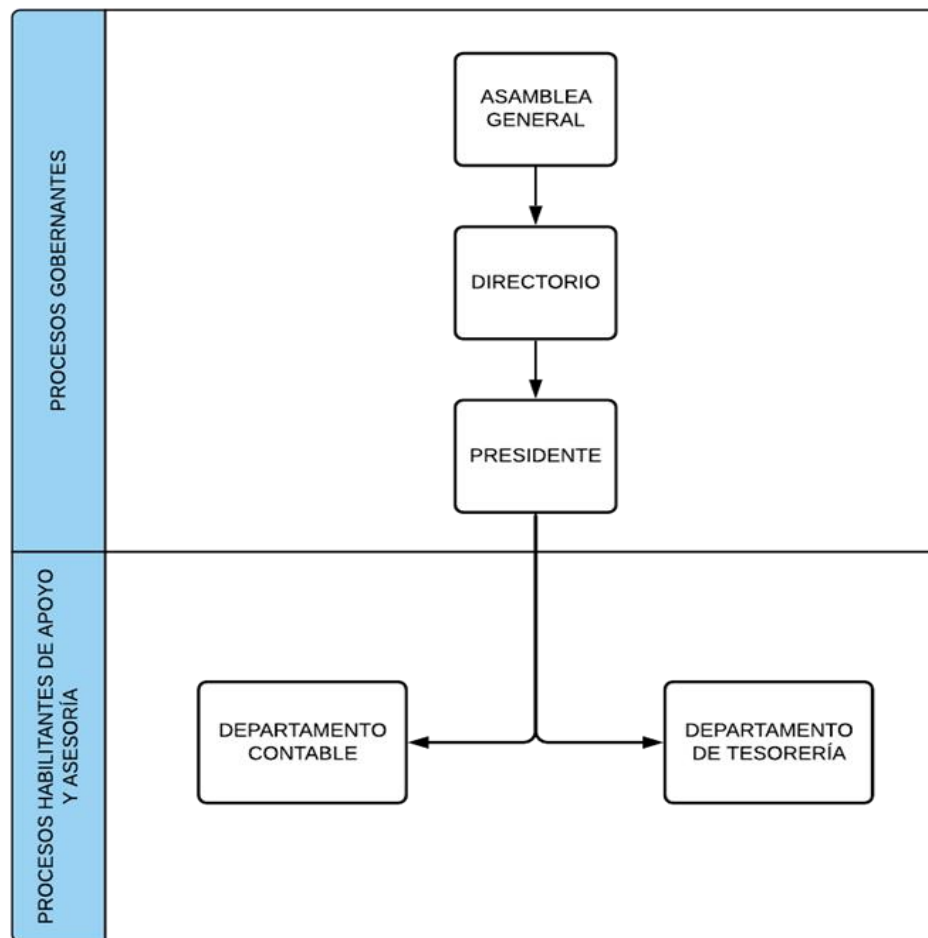 PROCESOS GOBERNANTES
ASAMBLEA
GENERAL
DIRECTORIO
PRESIDENTE
PROCESOS HABILITANTES DE APOYO
Y ASESORÍA
DEPARTAMENTO
CONTABLE
DEPARTAMENTO
DE TESORERÍA